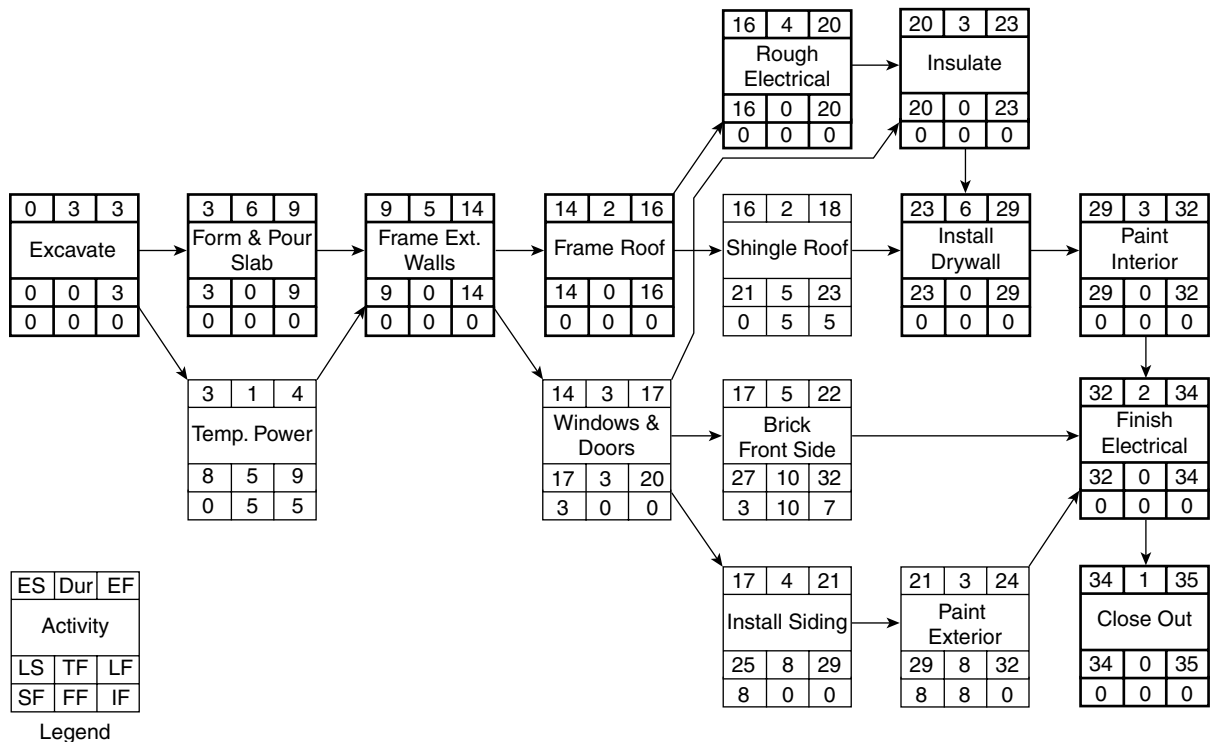 16 4 20
Rough
Electrical
16 0 20
0 0 0
20 3 23
Insulate
20 0 23
0 0 0
0 3 3
Excavate
0 0 3
0 0 0
3 6 9
Form & Pour
Slab
3 0 9
0 0 0
9 5 14
Frame Ext.
Walls
9 0 14
0 0 0
14 2 16
Frame Roof
14 0 16
0 0 0
16 2 18
Shingle Roof
21 5 23
0 5 5
23 6 29
Install
Drywall
23 0 29
0 0 0
29 3 32
Paint
Interior
29 0 32
0 0 0
3 1 4
Temp. Power
8 5 9
0 5 5
14 3 17
Windows &
Doors
17 3 20
3 0 0
17 5 22
Brick
Front Side
27 10 32
3 10 7
32 2 34
Finish
Electrical
32 0 34
0 0 0
17 4 21
Install Siding
25 8 29
8 0 0
21 3 24
Paint
Exterior
29 8 32
8 8 0
34 1 35
Close Out
34 0 35
0 0 0
ES Dur EF
Activity
LS TF LF
SF FF IF
Legend